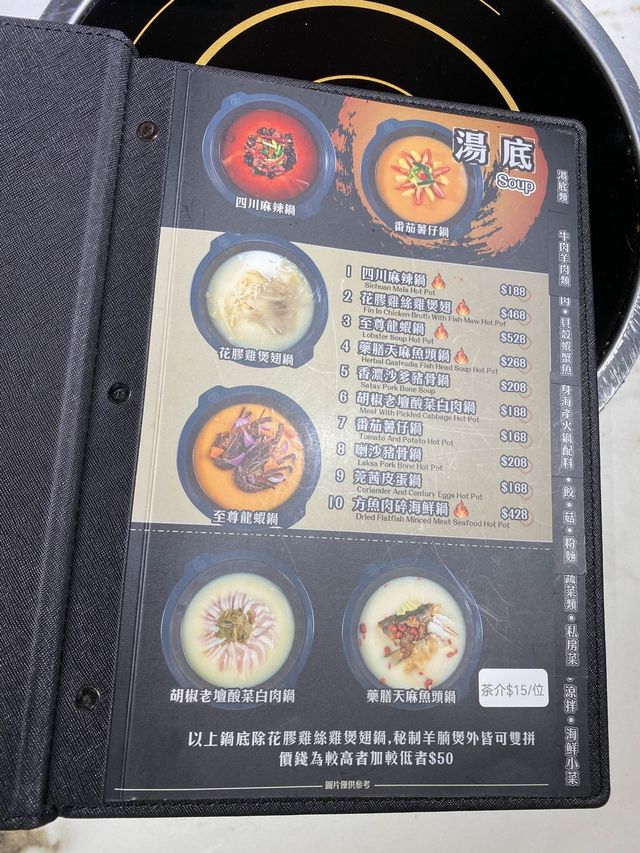 湯底
Soup
四川麻辣鍋
番茄薯仔鍋
花膠雞煲翅鍋
至尊龍蝦鍋
1 四川麻辣鍋 $188
Sichuan Mala Hot Pot
2 花膠雞絲雞煲翅 $468
Fin In Chicken Broth With Fish Maw Hot Pot
3 至尊龍蝦鍋 $528
Lobster Soup Hot Pot
4 藥膳天麻魚頭鍋 $268
Herbal Gastrodia Fish Head Soup Hot Pot
5 香濃沙爹豬骨鍋 $208
Satay Pork Bone Soup
6 胡椒老壇酸菜白肉鍋 $188
Meat With Pickled Cabbage Hot Pot
7 番茄薯仔鍋 $168
Tomato And Potato Hot Pot
8 喇沙豬骨鍋 $208
Laksa Pork Bone Hot Pot
9 芫茜皮蛋鍋 $168
Coriander And Century Eggs Hot Pot
10 方魚肉碎海鮮鍋 $428
Dried Flatfish Minced Meat Seafood Hot Pot
胡椒老壇酸菜白肉鍋
藥膳天麻魚頭鍋
茶介$15/位
以上鍋底除花膠雞絲雞煲翅鍋,秘制羊腩煲外皆可雙拼
價錢為較高者加較低者$50
圖片僅供參考
湯底類
牛肉羊肉類
肉•貝殼蝦蟹魚
身海產火鍋配料
•餃•菇•粉麵
蔬菜類•私房菜
涼拌•海鮮小菜